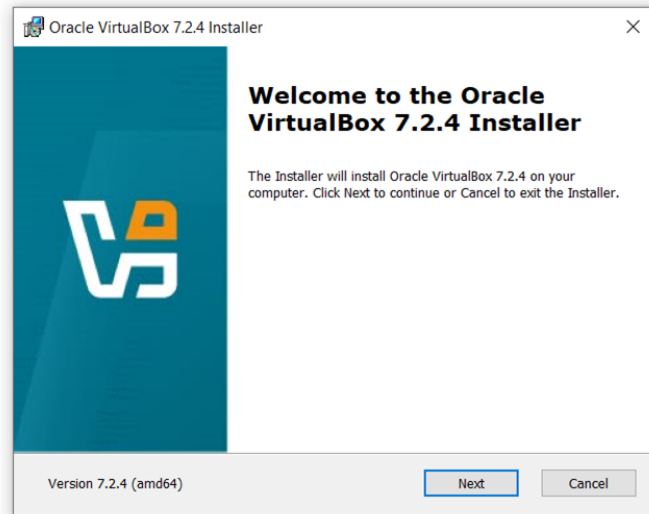 Oracle VirtualBox 7.2.4 Installer
Welcome to the Oracle
VirtualBox 7.2.4 Installer
The Installer will install Oracle VirtualBox 7.2.4 on your
computer. Click Next to continue or Cancel to exit the Installer.
Version 7.2.4 (amd64)
Next
Cancel